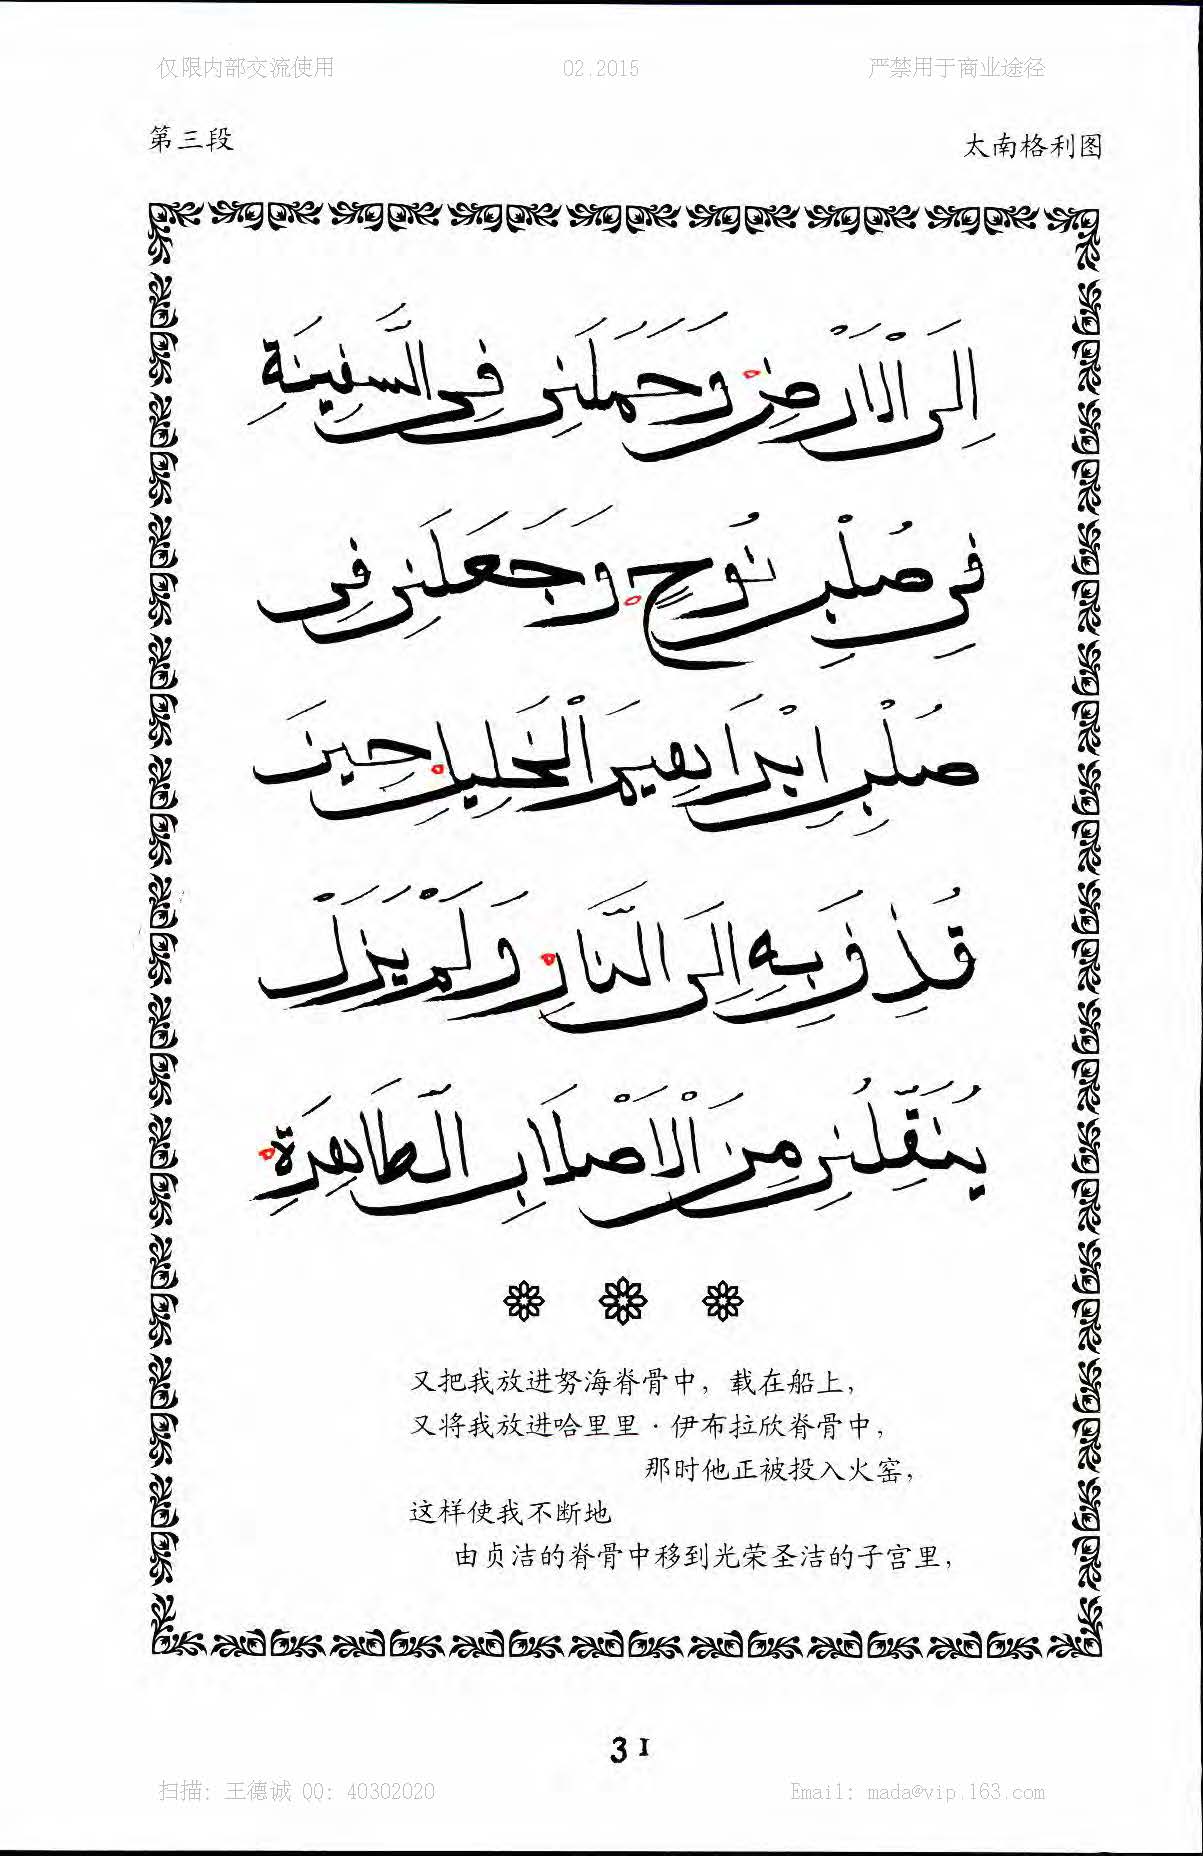 仅限内部交流使用 02.2015 严禁用于商业途径
第三段 太南格利图
اِلَى الْاَرْضِ وَحَمَلَنِى فِى السَّفِينَةِ
فِى صُلْبِ نُوحٍ وَجَعَلَنِى فِى
صُلْبِ اِبْرَاهِيمَ الْخَلِيلِ حِينَ
قُذِفَ بِهِ اِلَى النَّارِ وَلَمْ يَزَلْ
يُنَقِّلُنِى مِنَ الْاَصْلَابِ الطَّاهِرَةِ
又把我放进努海脊骨中，载在船上，
又将我放进哈里里·伊布拉欣脊骨中，
那时他正被投入火窑，
这样使我不断地
由贞洁的脊骨中移到光荣圣洁的子宫里，
31
扫描: 王德诚 QQ: 40302020 Email: mada@vip.163.com